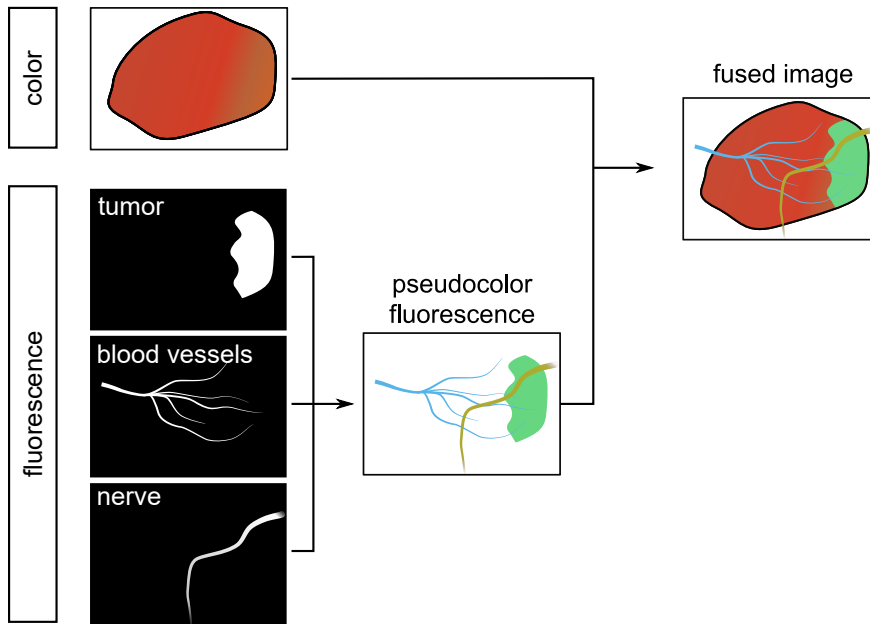 color
fused image
fluorescence
tumor
blood vessels
nerve
pseudocolor
fluorescence